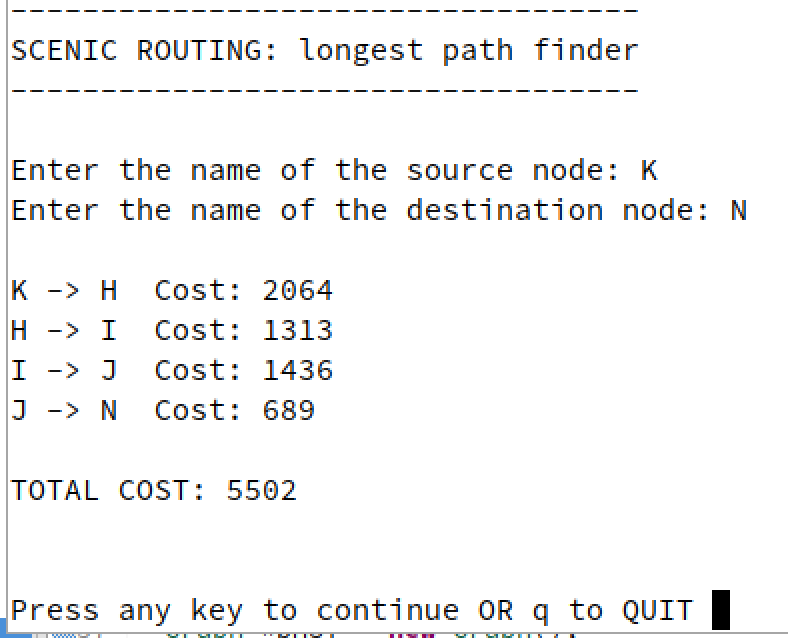 -----------------------------------
SCENIC ROUTING: longest path finder
-----------------------------------
Enter the name of the source node: K
Enter the name of the destination node: N
K -> H  Cost: 2064
H -> I  Cost: 1313
I -> J  Cost: 1436
J -> N  Cost: 689
TOTAL COST: 5502
Press any key to continue OR q to QUIT